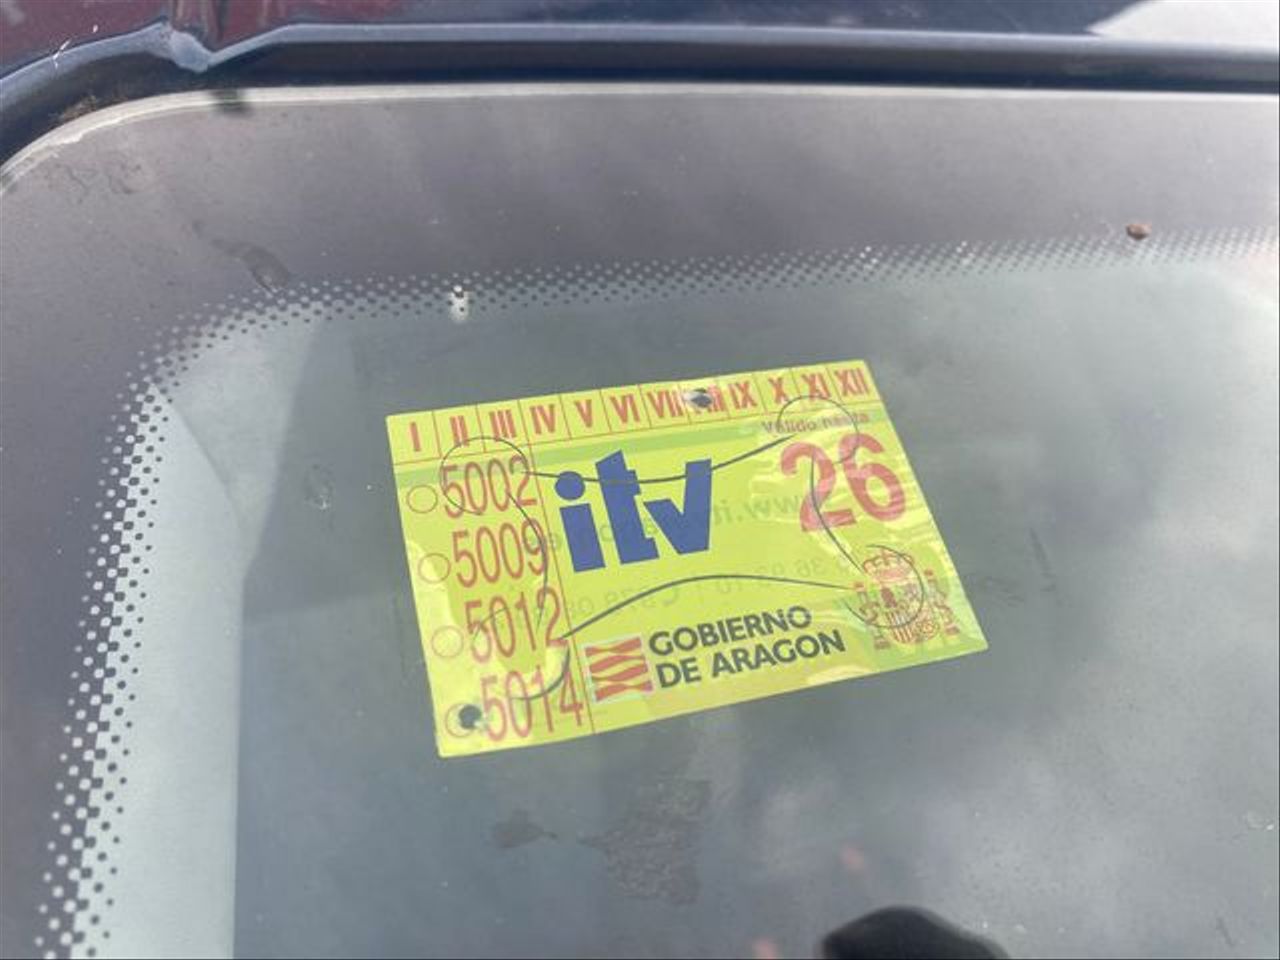 I II III IV V VI VII VIII IX X XI XII
Válido hasta
5002
5009
5012
5014
itv
26
GOBIERNO
DE ARAGON